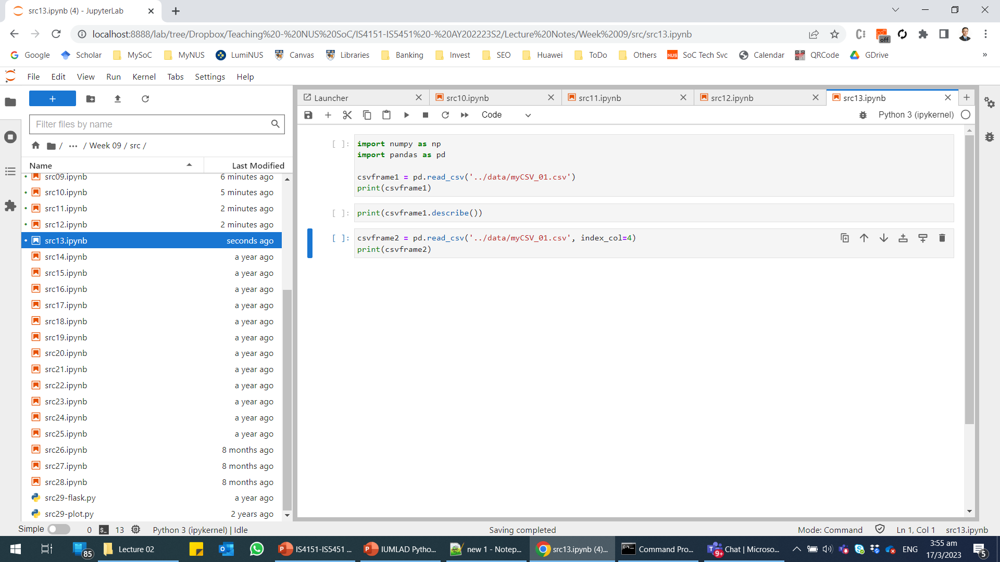 src13.ipynb (4) - JupyterLab
localhost:8888/lab/tree/Dropbox/Teaching%20-%20NUS%20SoC/IS4151-IS5451%20-%20AY202223S2/Lecture%20Notes/Week%2009/src/src13.ipynb
off
Google Scholar MySoC MyNUS LumiNUS Canvas Libraries Banking Invest SEO Huawei ToDo Others NUS SoC Tech Svc Calendar QRCode GDrive »
File Edit View Run Kernel Tabs Settings Help
Filter files by name
/ ··· / Week 09 / src /
Name Last Modified
src09.ipynb 6 minutes ago
src10.ipynb 5 minutes ago
src11.ipynb 2 minutes ago
src12.ipynb 2 minutes ago
src13.ipynb seconds ago
src14.ipynb a year ago
src15.ipynb a year ago
src16.ipynb a year ago
src17.ipynb a year ago
src18.ipynb a year ago
src19.ipynb a year ago
src20.ipynb a year ago
src21.ipynb a year ago
src22.ipynb a year ago
src23.ipynb a year ago
src24.ipynb a year ago
src25.ipynb a year ago
src26.ipynb 8 months ago
src27.ipynb 8 months ago
src28.ipynb 8 months ago
src29-flask.py a year ago
src29-plot.py 2 years ago
Launcher src10.ipynb src11.ipynb src12.ipynb src13.ipynb
Code Python 3 (ipykernel)
[ ]: import numpy as np
import pandas as pd
csvframe1 = pd.read_csv('../data/myCSV_01.csv')
print(csvframe1)
[ ]: print(csvframe1.describe())
[ ]: csvframe2 = pd.read_csv('../data/myCSV_01.csv', index_col=4)
print(csvframe2)
Simple 0 $_ 13 Python 3 (ipykernel) | Idle Saving completed Mode: Command Ln 1, Col 1 src13.ipynb
85 Lecture 02 IS4151-IS5451 ... IUMLAD Pytho... new 1 - Notep... src13.ipynb (4)... Command Pro... 9+ Chat | Microso... ENG 3:55 am
17/3/2023 5